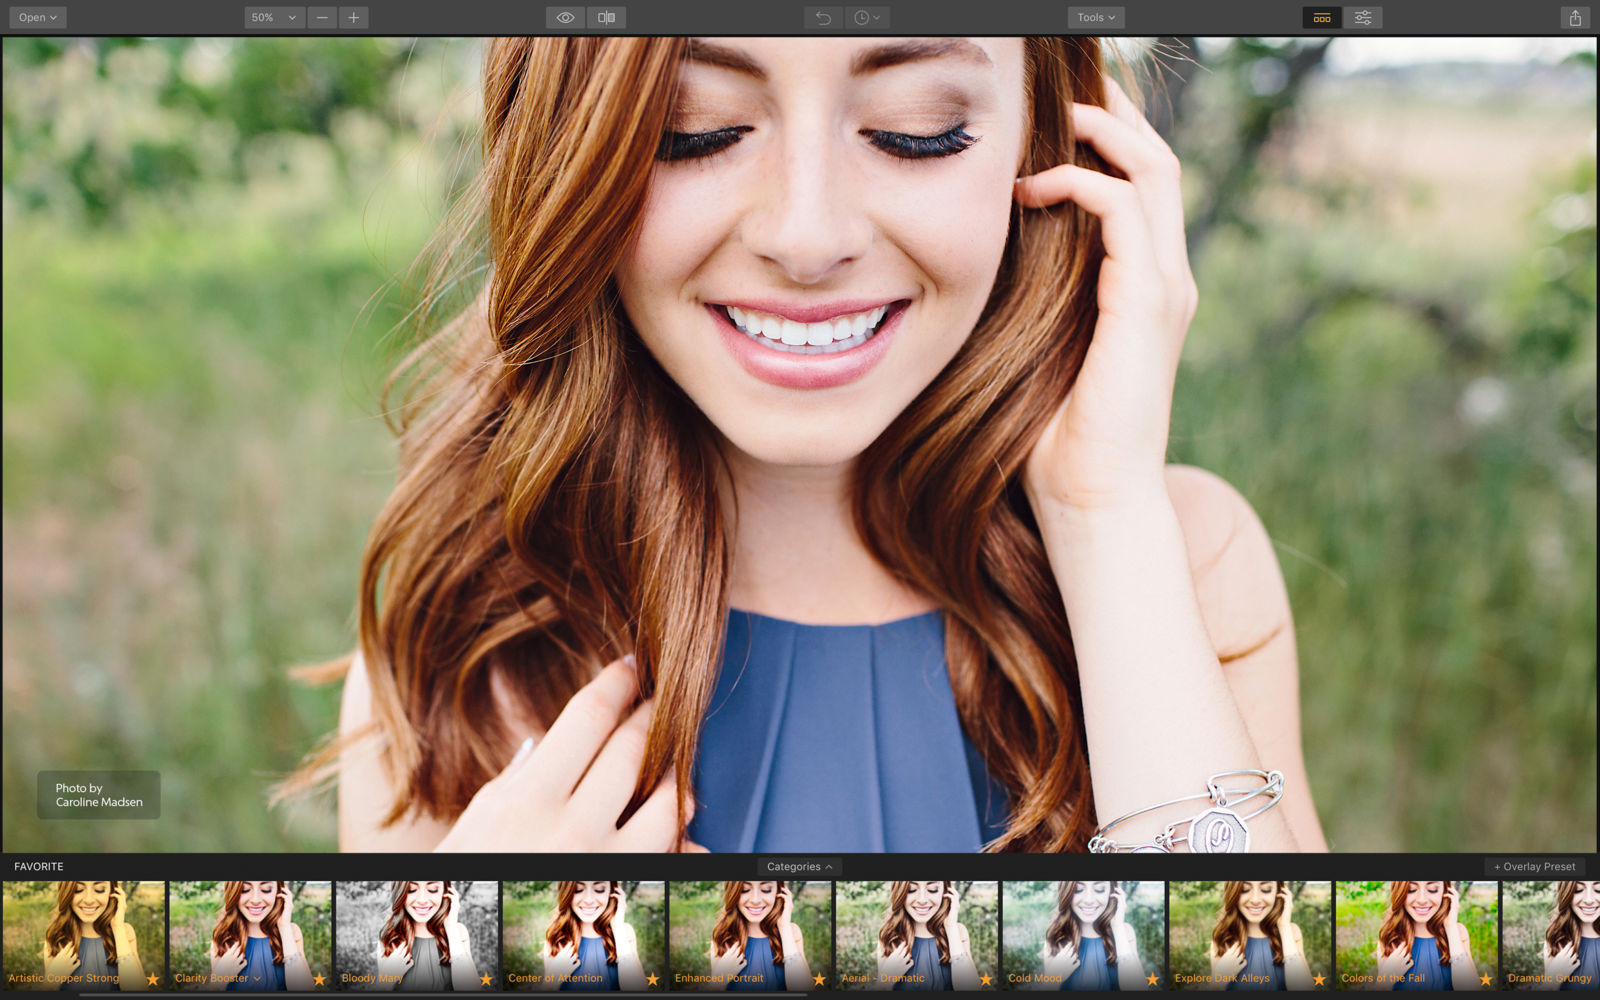 Open
50%
Tools
Photo by
Caroline Madsen
FAVORITE
Categories
+ Overlay Preset
Artistic Copper Strong
Clarity Booster
Bloody Mary
Center of Attention
Enhanced Portrait
Aerial - Dramatic
Cold Mood
Explore Dark Alleys
Colors of the Fall
Dramatic Grungy